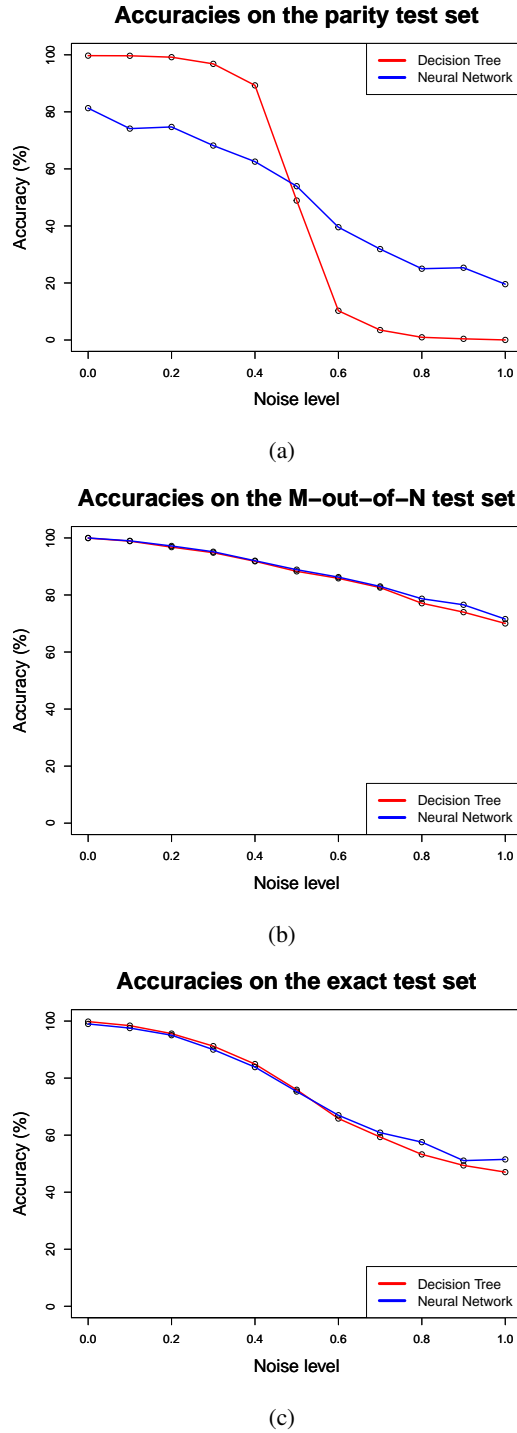 Accuracies on the parity test set
Accuracy (%)
100
80
60
40
20
0
Decision Tree
Neural Network
0.0 0.2 0.4 0.6 0.8 1.0
Noise level
(a)
Accuracies on the M−out−of−N test set
Accuracy (%)
100
80
60
40
20
0
Decision Tree
Neural Network
0.0 0.2 0.4 0.6 0.8 1.0
Noise level
(b)
Accuracies on the exact test set
Accuracy (%)
100
80
60
40
20
0
Decision Tree
Neural Network
0.0 0.2 0.4 0.6 0.8 1.0
Noise level
(c)